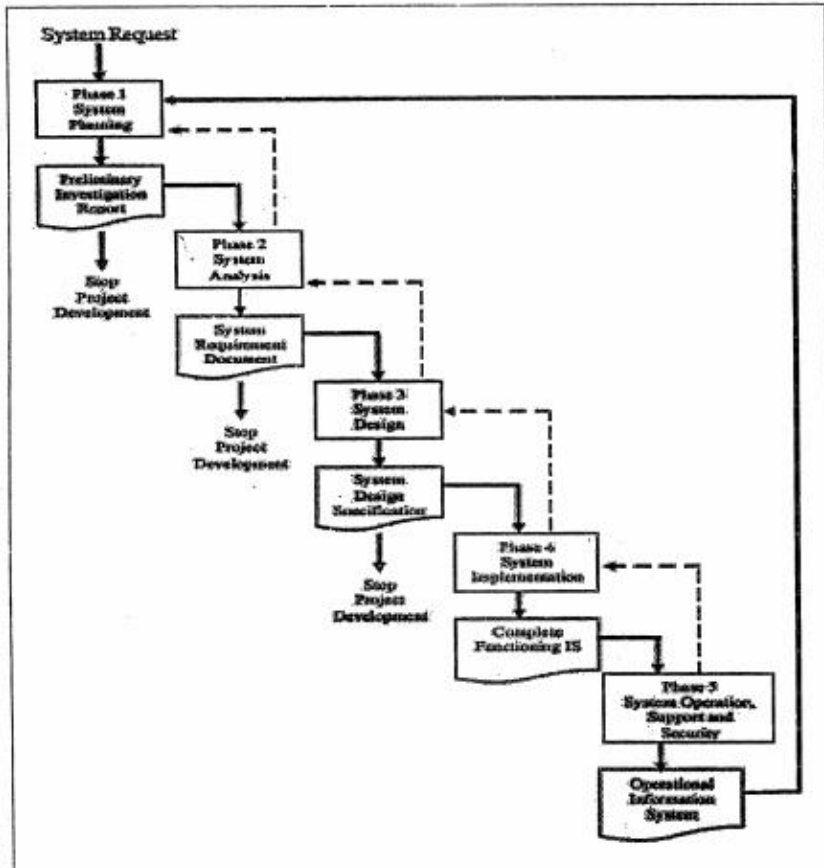 System Request
Phase 1
System
Planning
Preliminary
Investigation
Report
Stop
Project
Development
Phase 2
System
Analysis
System
Requirement
Document
Stop
Project
Development
Phase 3
System
Design
System
Design
Specification
Stop
Project
Development
Phase 4
System
Implementation
Complete
Functioning IS
Phase 5
System Operation,
Support and
Security
Operational
Information
System